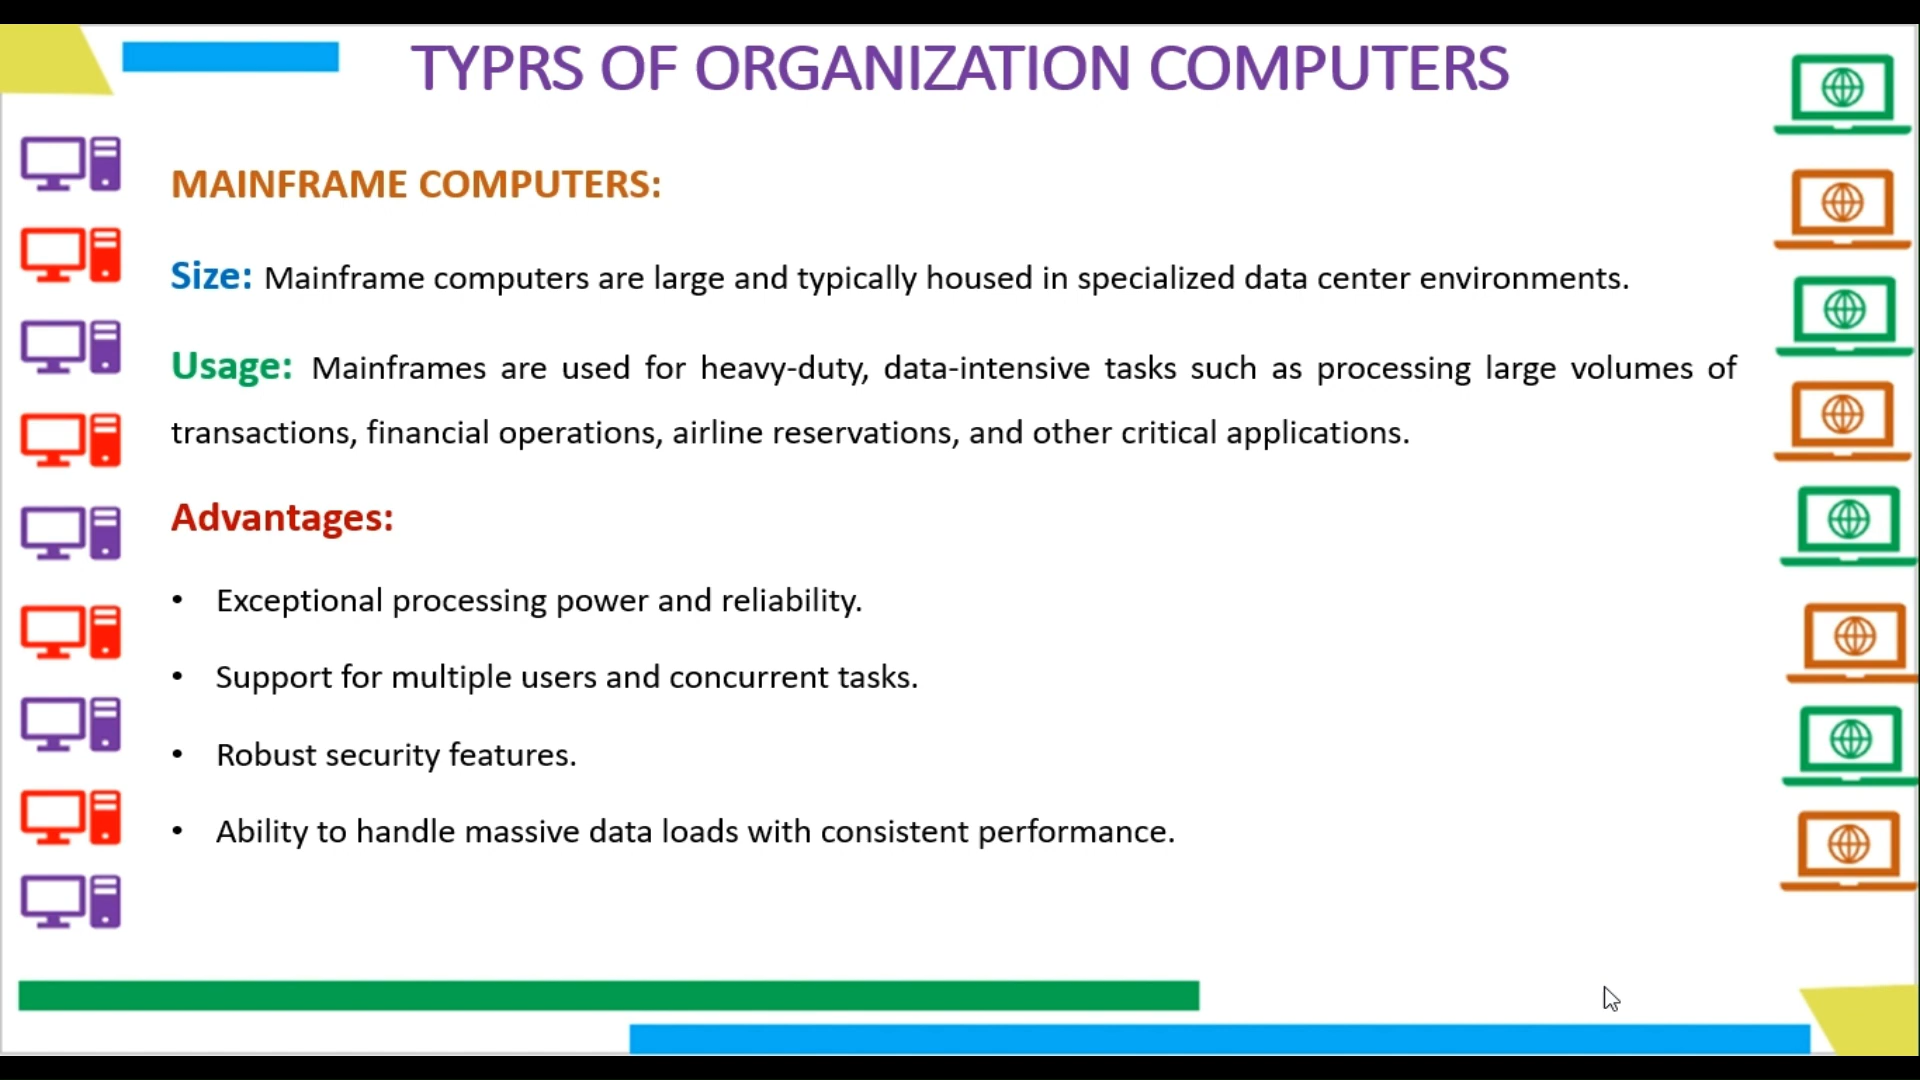 TYPRS OF ORGANIZATION COMPUTERS
MAINFRAME COMPUTERS:
Size: Mainframe computers are large and typically housed in specialized data center environments.
Usage: Mainframes are used for heavy-duty, data-intensive tasks such as processing large volumes of
transactions, financial operations, airline reservations, and other critical applications.
Advantages:
• Exceptional processing power and reliability.
• Support for multiple users and concurrent tasks.
• Robust security features.
• Ability to handle massive data loads with consistent performance.